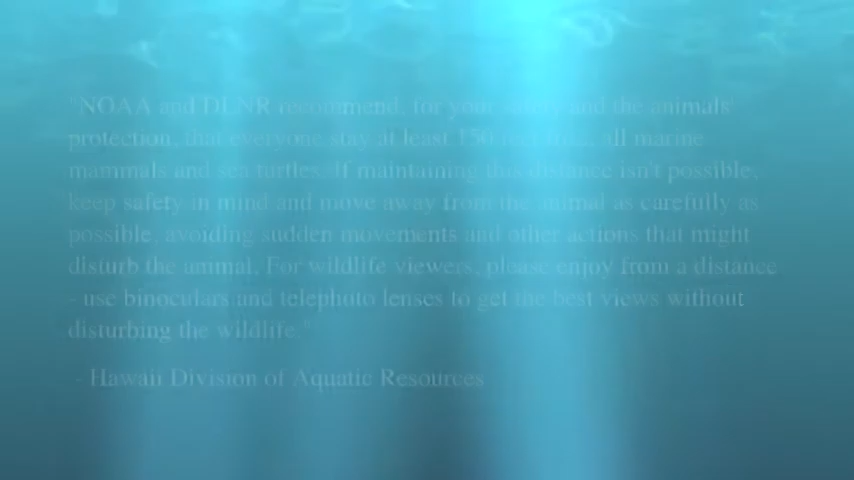 "NOAA and DLNR recommend, for your safety and the animals'
protection, that everyone stay at least 150 feet from all marine
mammals and sea turtles. If maintaining this distance isn't possible,
keep safety in mind and move away from the animal as carefully as
possible, avoiding sudden movements and other actions that might
disturb the animal. For wildlife viewers, please enjoy from a distance
- use binoculars and telephoto lenses to get the best views without
disturbing the wildlife."
- Hawaii Division of Aquatic Resources